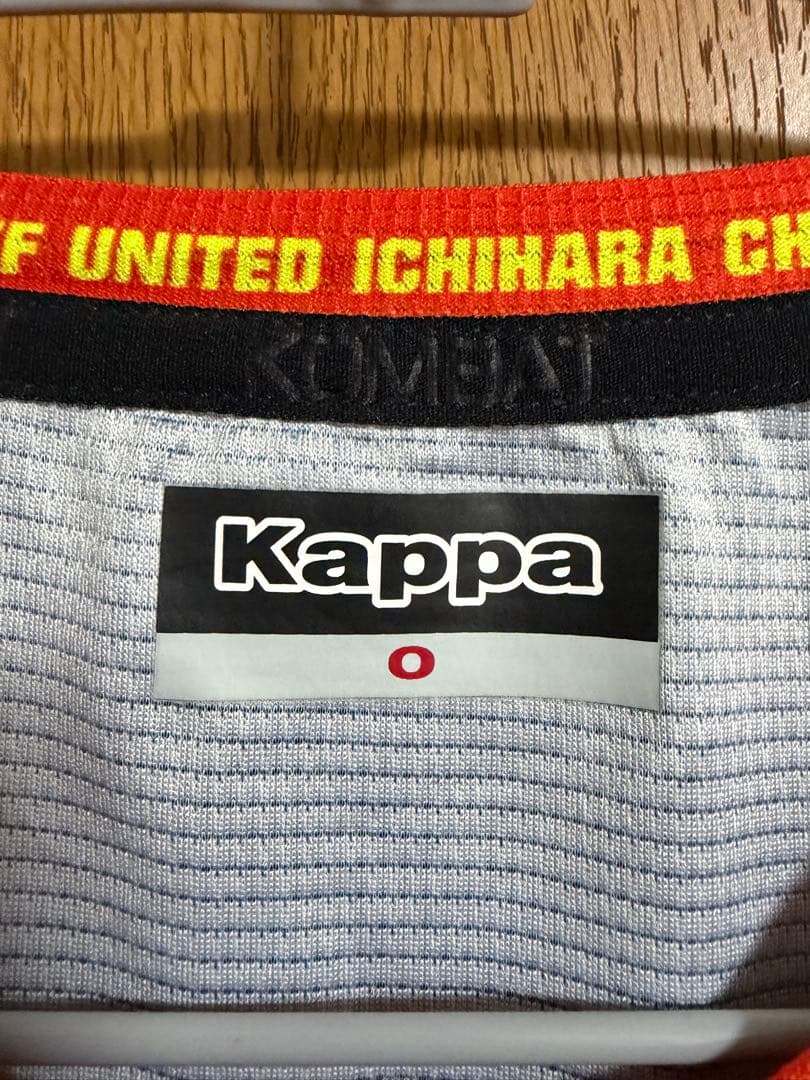 F UNITED ICHIHARA CH
KOMBAT
Kappa
O